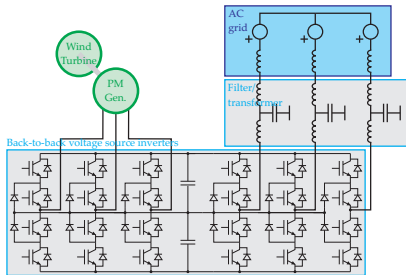 AC
grid
+
+
+
Wind
Turbine
PM
Gen.
Filter/
transformer
Back-to-back voltage source inverters